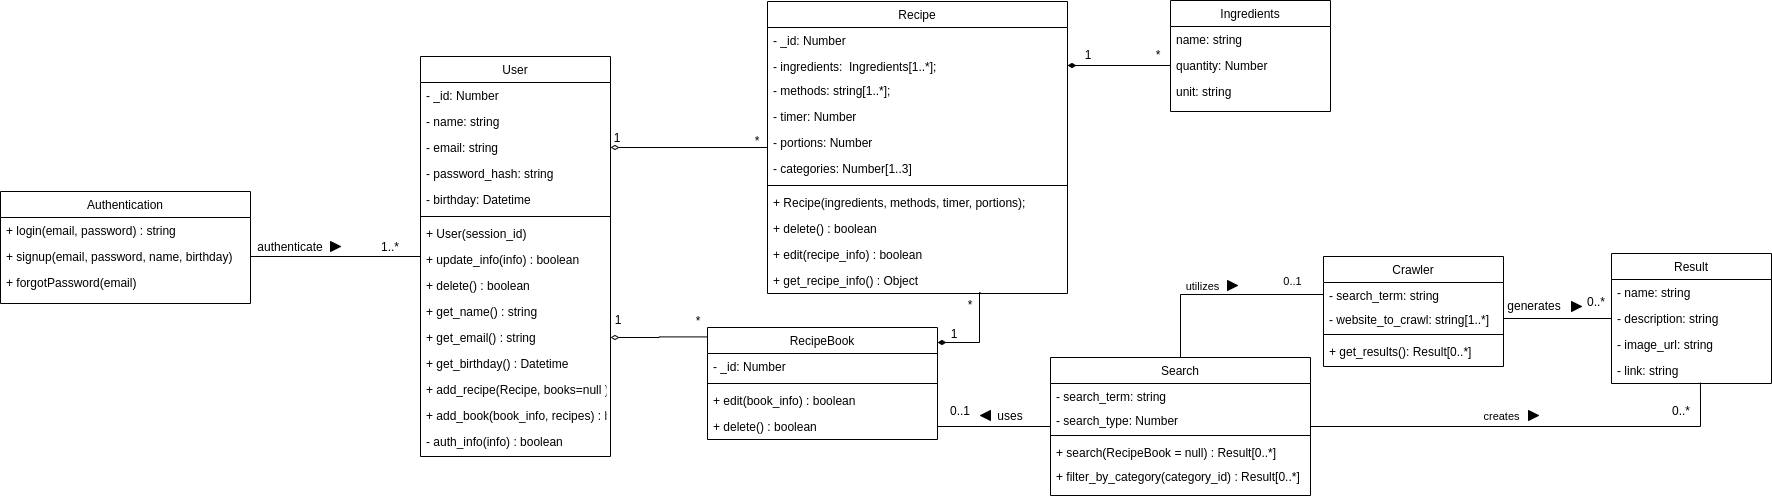 Authentication
+ login(email, password) : string
+ signup(email, password, name, birthday)
+ forgotPassword(email)
authenticate
1..*
User
- _id: Number
- name: string
- email: string
- password_hash: string
- birthday: Datetime
+ User(session_id)
+ update_info(info) : boolean
+ delete() : boolean
+ get_name() : string
+ get_email() : string
+ get_birthday() : Datetime
+ add_recipe(Recipe, books=null
+ add_book(book_info, recipes) :
- auth_info(info) : boolean
1
*
1
*
Recipe
- _id: Number
- ingredients:  Ingredients[1..*];
- methods: string[1..*];
- timer: Number
- portions: Number
- categories: Number[1..3]
+ Recipe(ingredients, methods, timer, portions);
+ delete() : boolean
+ edit(recipe_info) : boolean
+ get_recipe_info() : Object
1
*
Ingredients
name: string
quantity: Number
unit: string
*
1
RecipeBook
- _id: Number
+ edit(book_info) : boolean
+ delete() : boolean
0..1
uses
Search
- search_term: string
- search_type: Number
+ search(RecipeBook = null) : Result[0..*]
+ filter_by_category(category_id) : Result[0..*]
utilizes
0..1
Crawler
- search_term: string
- website_to_crawl: string[1..*]
+ get_results(): Result[0..*]
generates
0..*
Result
- name: string
- description: string
- image_url: string
- link: string
creates
0..*